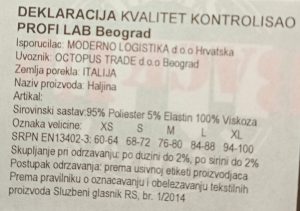 DEKLARACIJA KVALITET KONTROLISAO
PROFI LAB Beograd
Isporucilac: MODERNO LOGISTIKA d o o Hrvatska
Uvoznik: OCTOPUS TRADE d o o Beograd
Zemlja porekla: ITALIJA
Naziv proizvoda: Haljina
Artikal:
Sirovinski sastav:95% Poliester 5% Elastin 100% Viskoza
Oznake velicine: XS S M L XL
SRPN EN13402-3: 60-64 68-72 76-80 84-88 94-100
Skupljanje pri održavanju: po duzini do 2%, po sirini do 2%
Postupak odrzavanja: prema usivnoj etiketi proizvodjaca
Prema pravilniku o oznacavanju i obelezavanju tekstilnih
proizvoda Sluzbeni glasnik RS, br. 1/2014